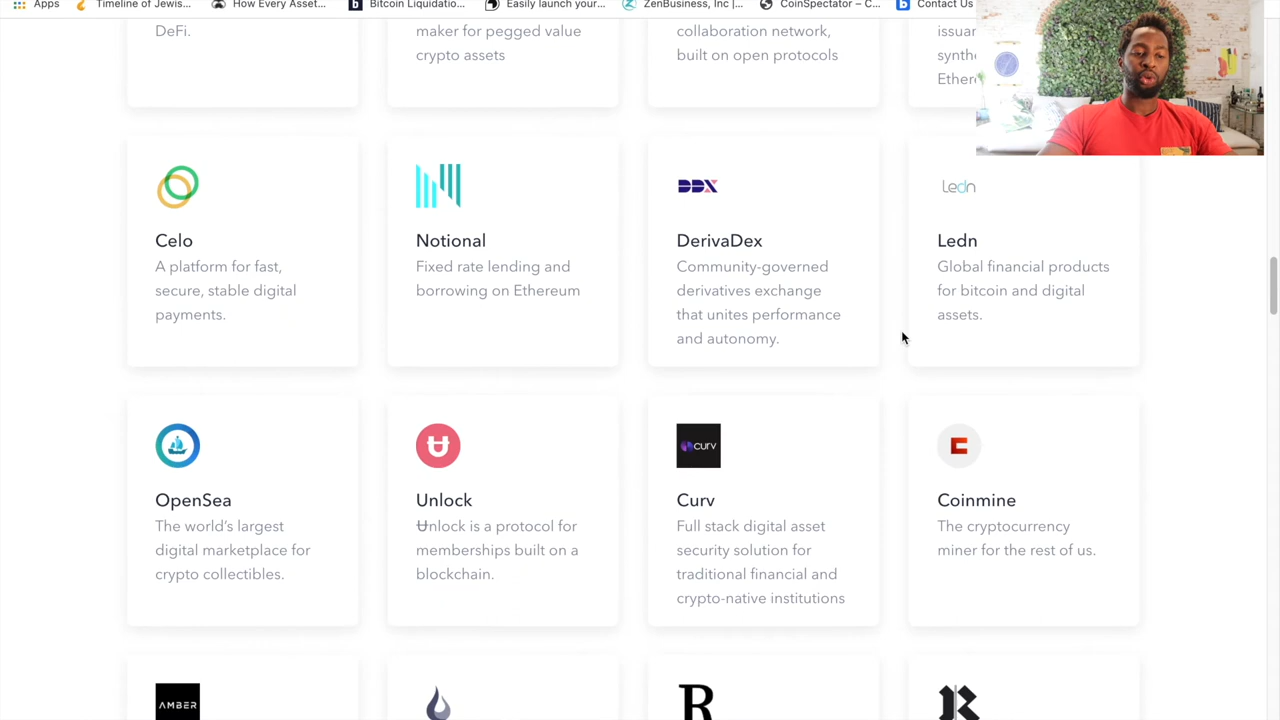 Apps
Timeline of Jewis...
How Every Asset...
Bitcoin Liquidatio...
Easily launch your...
ZenBusiness, Inc |...
CoinSpectator – C...
Contact Us
DeFi.
maker for pegged value
crypto assets
collaboration network,
built on open protocols
issuar
synthe
Ethere
Celo
A platform for fast,
secure, stable digital
payments.
Notional
Fixed rate lending and
borrowing on Ethereum
DDX
DerivaDex
Community-governed
derivatives exchange
that unites performance
and autonomy.
Ledn
Ledn
Global financial products
for bitcoin and digital
assets.
OpenSea
The world's largest
digital marketplace for
crypto collectibles.
Unlock
Unlock is a protocol for
memberships built on a
blockchain.
curv
Curv
Full stack digital asset
security solution for
traditional financial and
crypto-native institutions
Coinmine
The cryptocurrency
miner for the rest of us.
AMBER
R